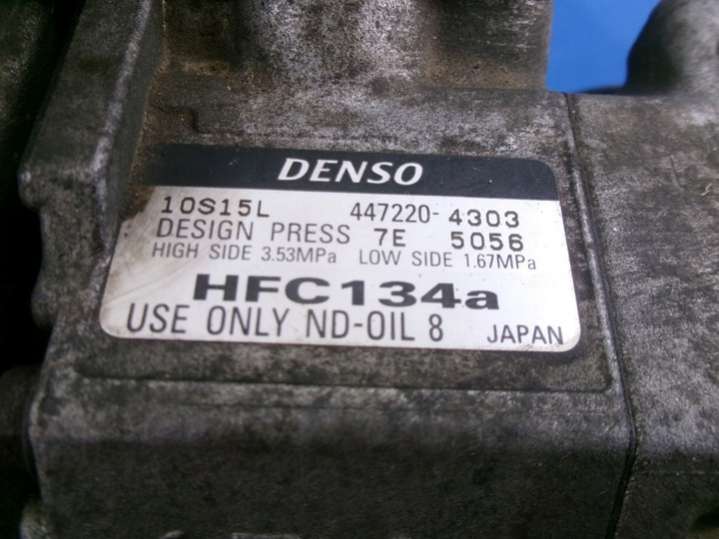 DENSO
10S15L 447220-4303
DESIGN PRESS 7E 5056
HIGH SIDE 3.53MPa LOW SIDE 1.67MPa
HFC134a
USE ONLY ND-OIL 8 JAPAN